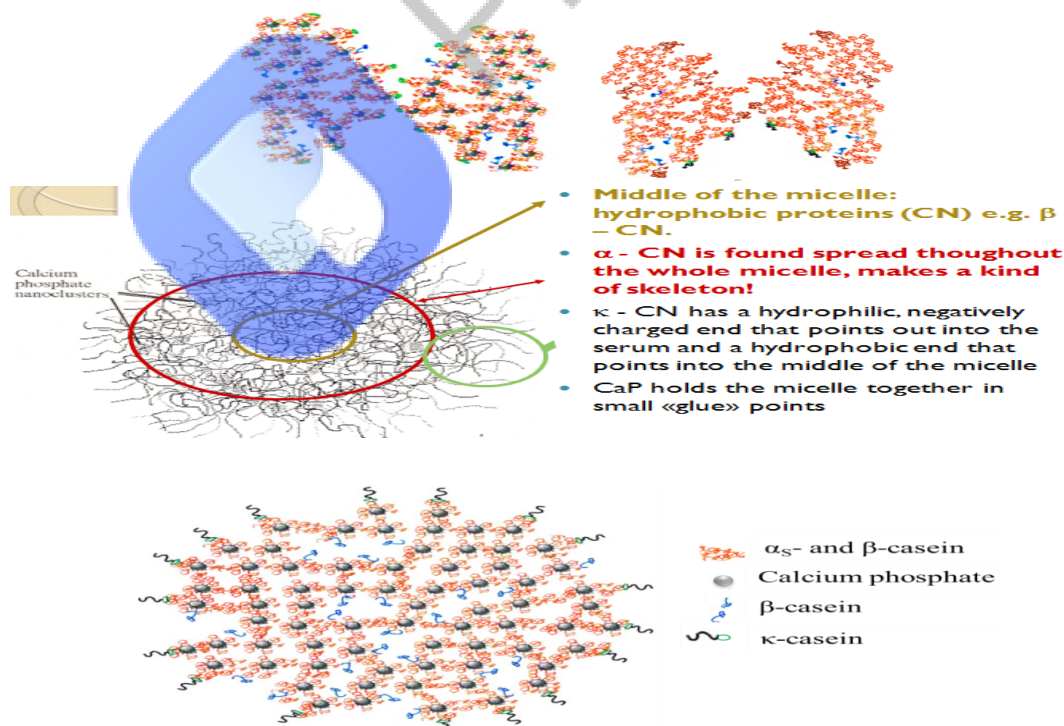 Middle of the micelle:
hydrophobic proteins (CN) e.g. β
– CN.
α - CN is found spread thoughout
the whole micelle, makes a kind
of skeleton!
κ - CN has a hydrophilic, negatively
charged end that points out into the
serum and a hydrophobic end that
points into the middle of the micelle
CaP holds the micelle together in
small «glue» points
Calcium
phosphate
nanoclusters
αs- and β-casein
Calcium phosphate
β-casein
κ-casein